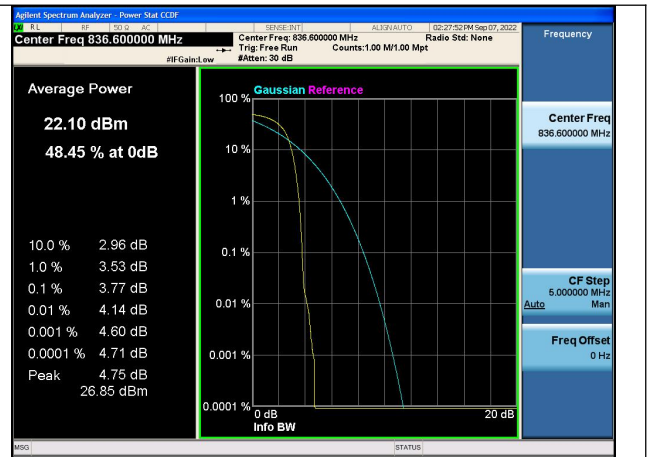 Agilent Spectrum Analyzer - Power Stat CCDF
RL RF 50 Ω AC SENSE:INT ALIGN AUTO 02:27:52PM Sep 07, 2022
Center Freq 836.600000 MHz
Center Freq: 836.600000 MHz Radio Std: None
Trig: Free Run Counts:1.00 M/1.00 Mpt
#IFGain:Low #Atten: 30 dB
Frequency
Average Power
22.10 dBm
48.45 % at 0dB
10.0 % 2.96 dB
1.0 % 3.53 dB
0.1 % 3.77 dB
0.01 % 4.14 dB
0.001 % 4.60 dB
0.0001 % 4.71 dB
Peak 4.75 dB
26.85 dBm
Gaussian Reference
100 %
10 %
1 %
0.1 %
0.01 %
0.001 %
0.0001 %
0 dB 20 dB
Info BW
Center Freq
836.600000 MHz
CF Step
5.000000 MHz
Auto Man
Freq Offset
0 Hz
MSG STATUS